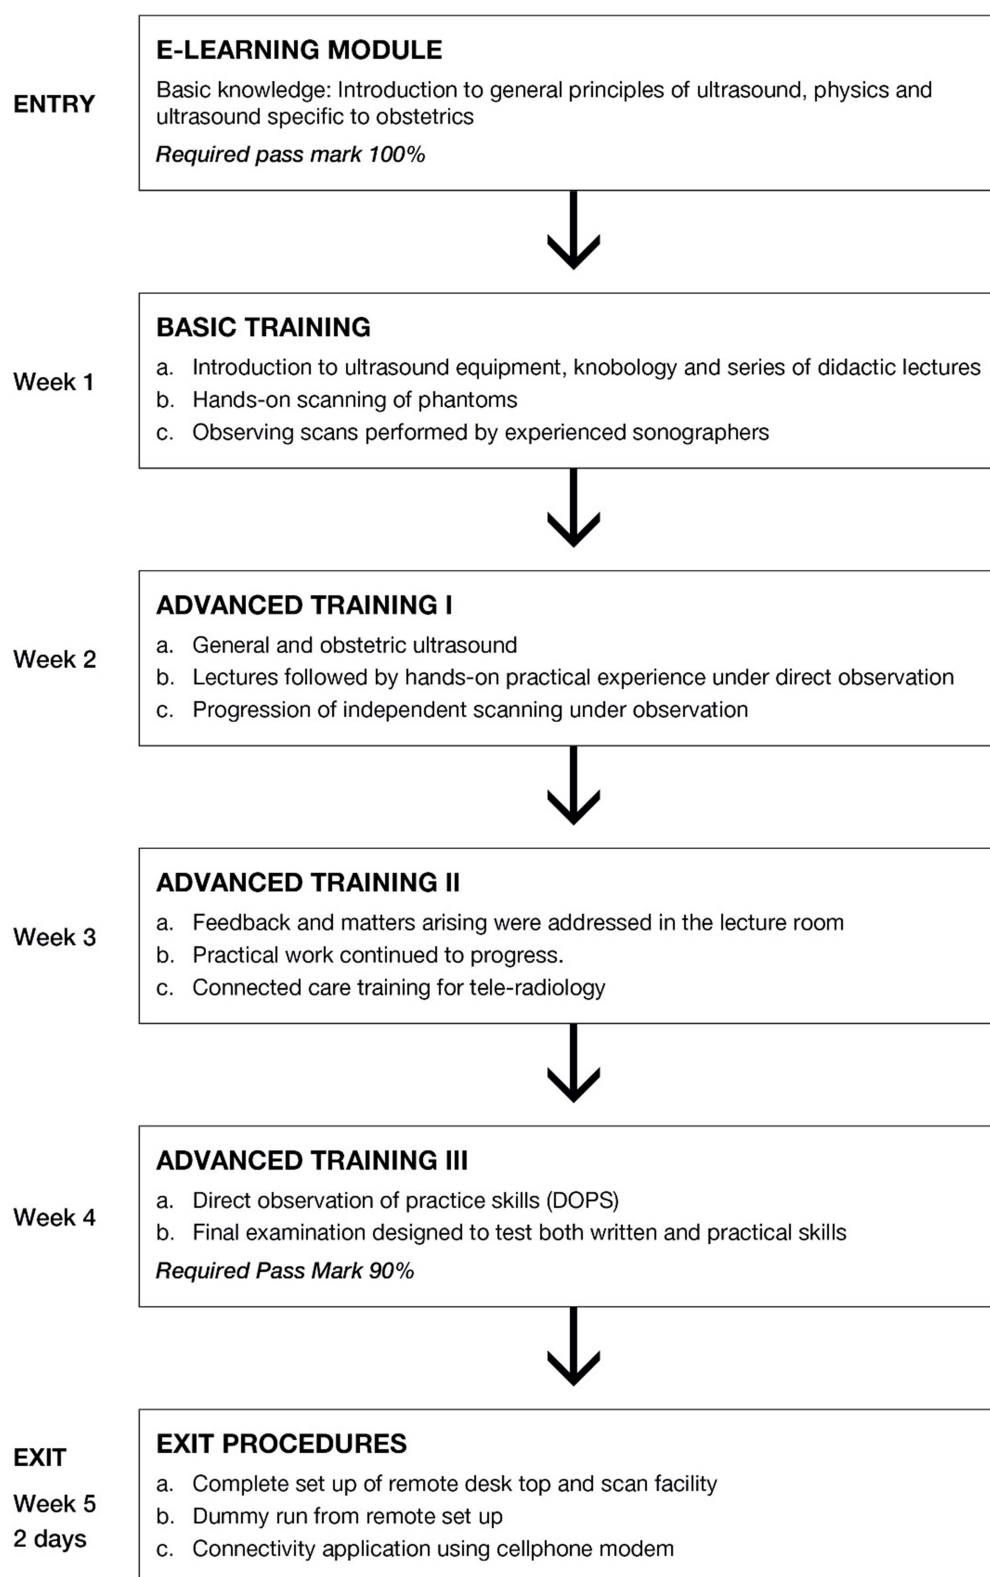 E-LEARNING MODULE
ENTRY
Basic knowledge: Introduction to general principles of ultrasound, physics and
ultrasound specific to obstetrics
Required pass mark 100%
BASIC TRAINING
Week 1
a. Introduction to ultrasound equipment, knobology and series of didactic lectures
b. Hands-on scanning of phantoms
c. Observing scans performed by experienced sonographers
ADVANCED TRAINING I
Week 2
a. General and obstetric ultrasound
b. Lectures followed by hands-on practical experience under direct observation
c. Progression of independent scanning under observation
ADVANCED TRAINING II
Week 3
a. Feedback and matters arising were addressed in the lecture room
b. Practical work continued to progress.
c. Connected care training for tele-radiology
ADVANCED TRAINING III
Week 4
a. Direct observation of practice skills (DOPS)
b. Final examination designed to test both written and practical skills
Required Pass Mark 90%
EXIT PROCEDURES
EXIT
Week 5
2 days
a. Complete set up of remote desk top and scan facility
b. Dummy run from remote set up
c. Connectivity application using cellphone modem